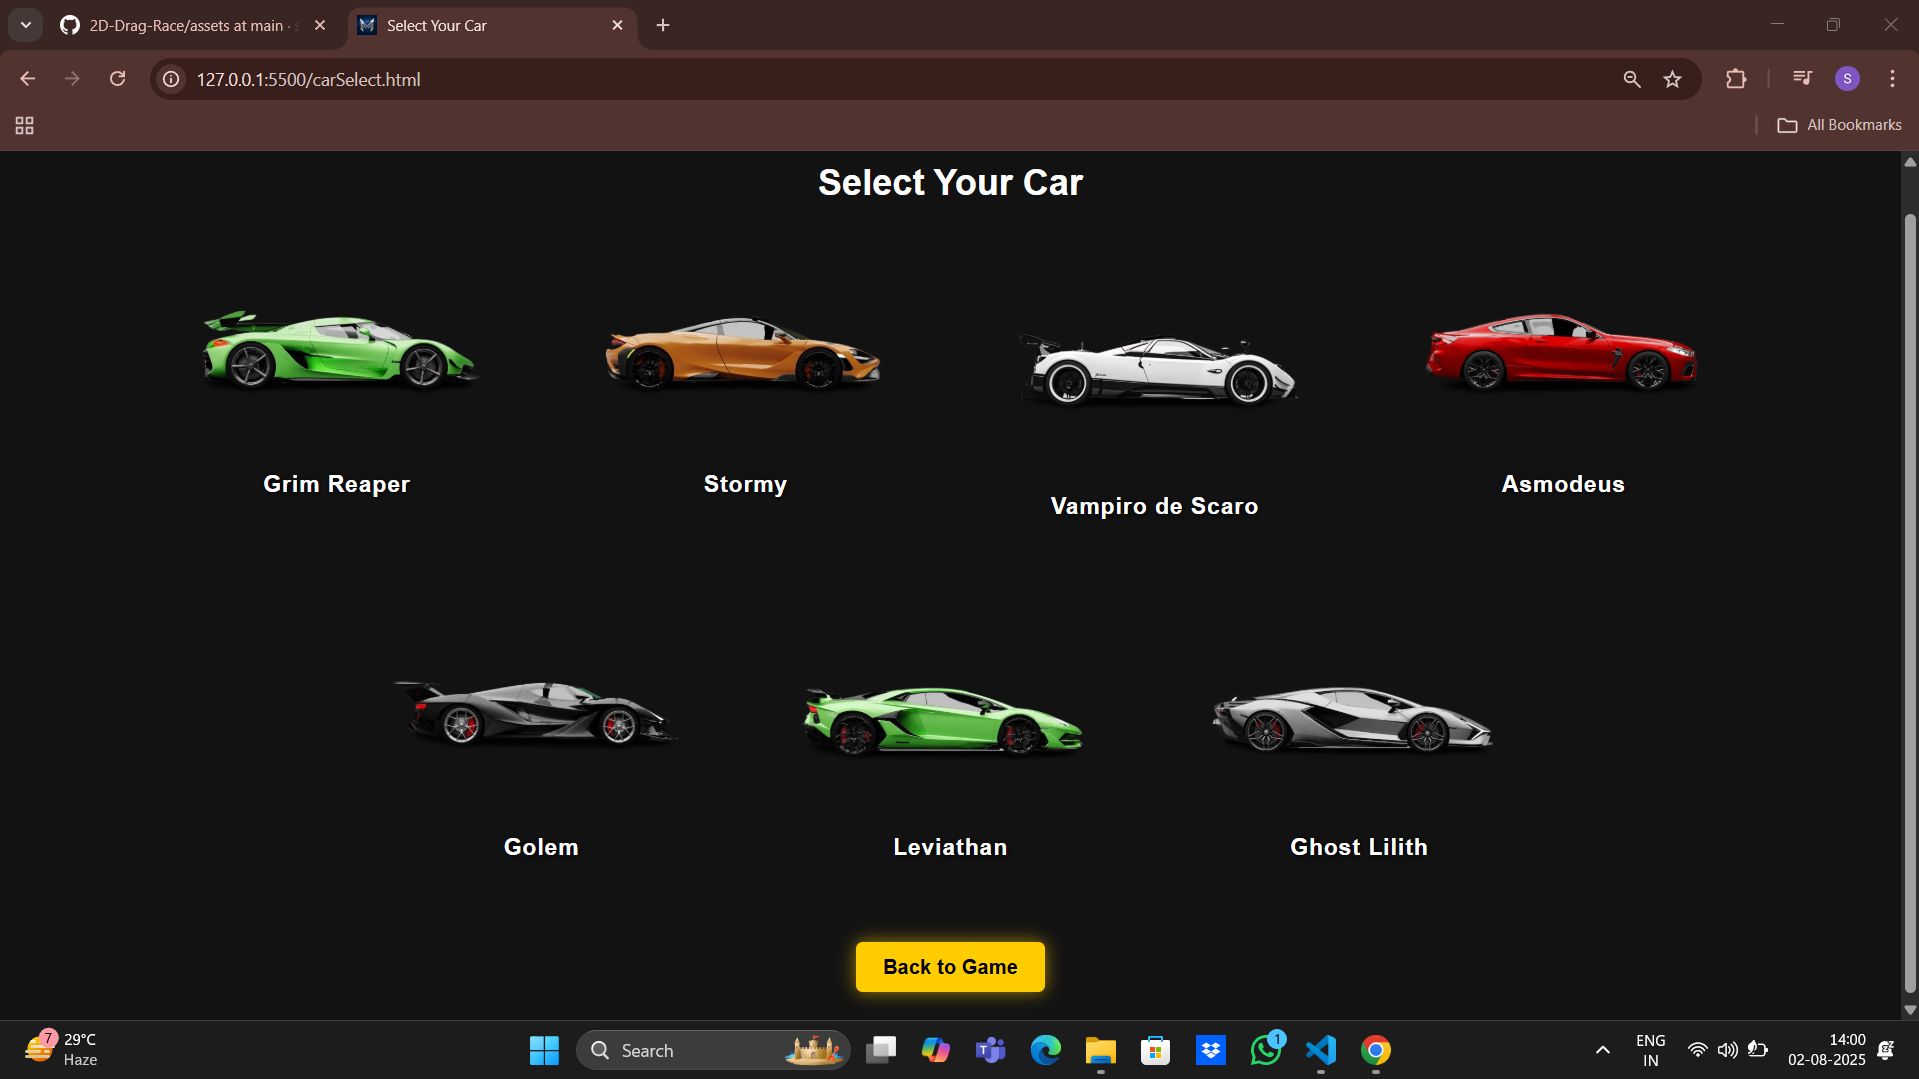 2D-Drag-Race/assets at main · s
Select Your Car
127.0.0.1:5500/carSelect.html
S
All Bookmarks
Select Your Car
Grim Reaper
Stormy
Vampiro de Scaro
Asmodeus
Golem
Leviathan
Ghost Lilith
Back to Game
7
29°C
Haze
Search
1
ENG
IN
14:00
02-08-2025